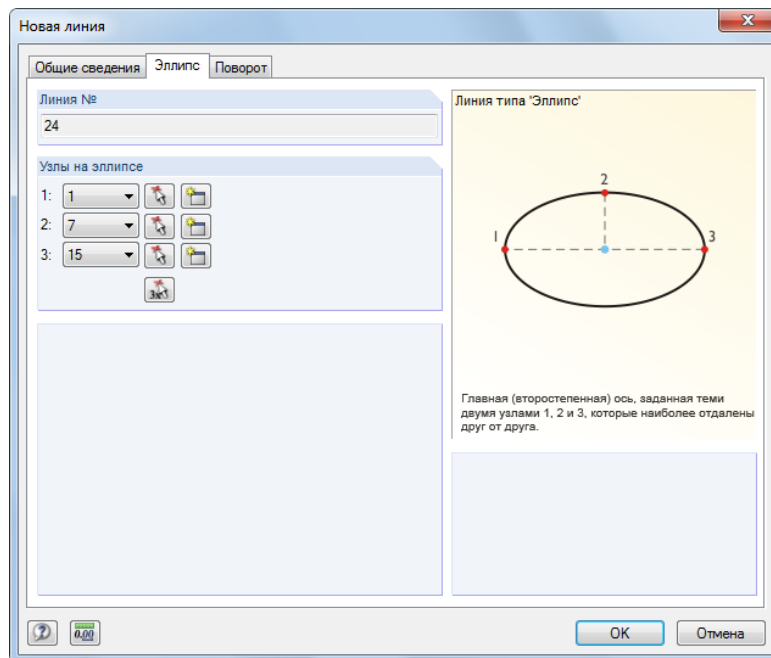 Новая линия
Общие сведения Эллипс Поворот
Линия №
24
Узлы на эллипсе
1: 1
2: 7
3: 15
3x
Линия типа 'Эллипс'
2
1 3
Главная (второстепенная) ось, заданная теми
двумя узлами 1, 2 и 3, которые наиболее отдалены
друг от друга.
0.00
OK Отмена